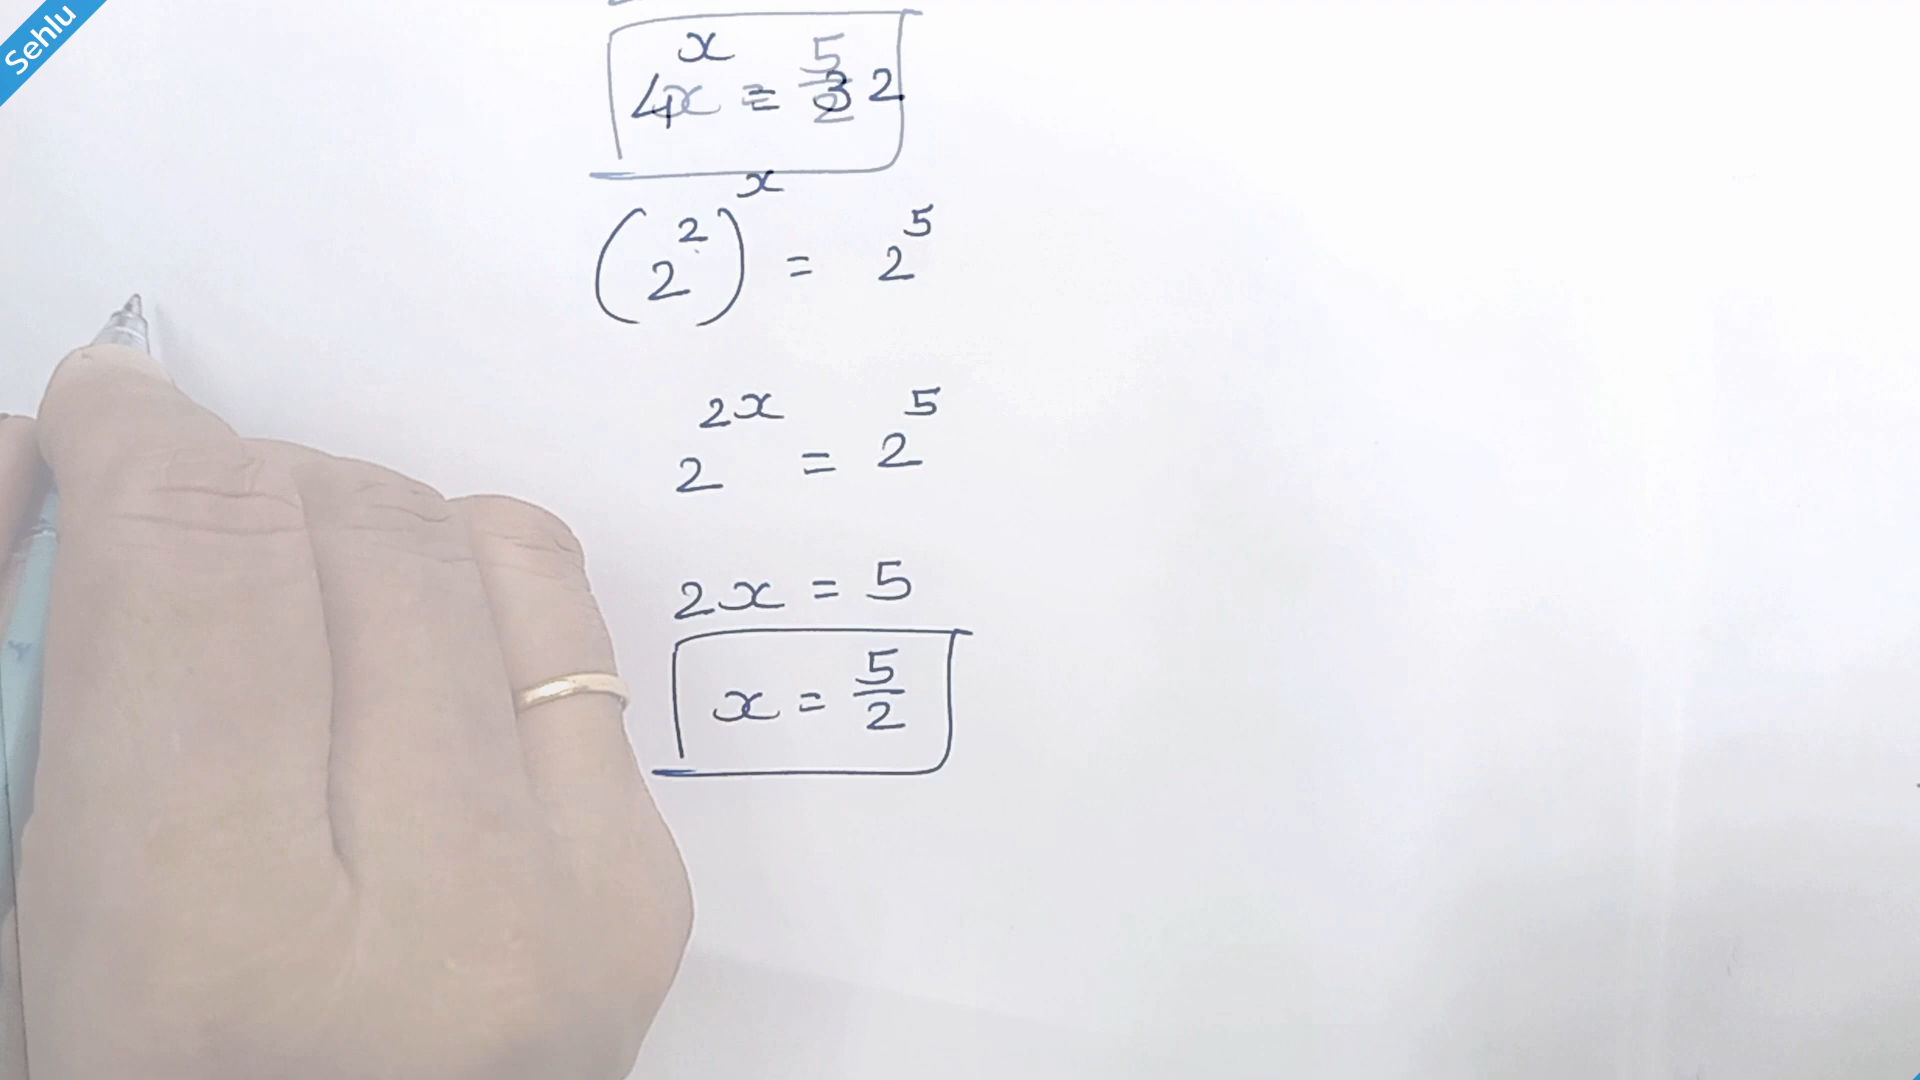 Sehlu
4^x = 32
x = 5/2
(2^2)^x = 2^5
2^{2x} = 2^5
2x = 5
x = 5/2